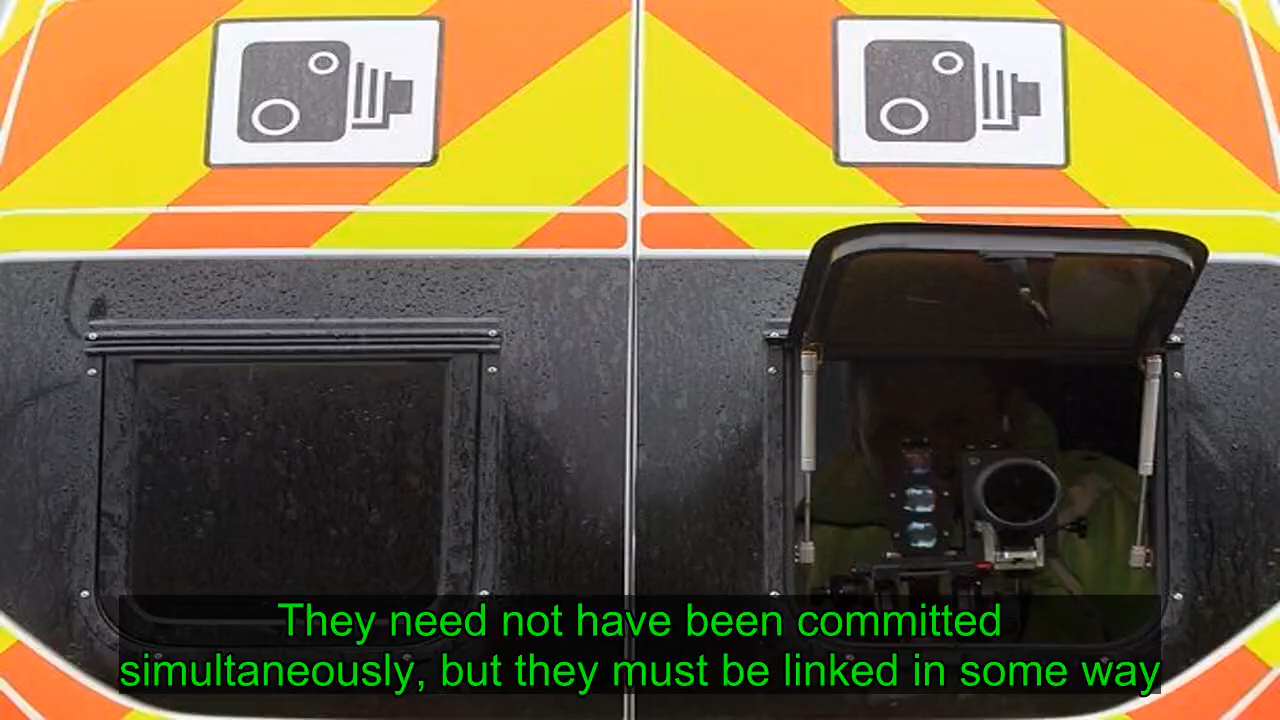 They need not have been committed
simultaneously, but they must be linked in some way